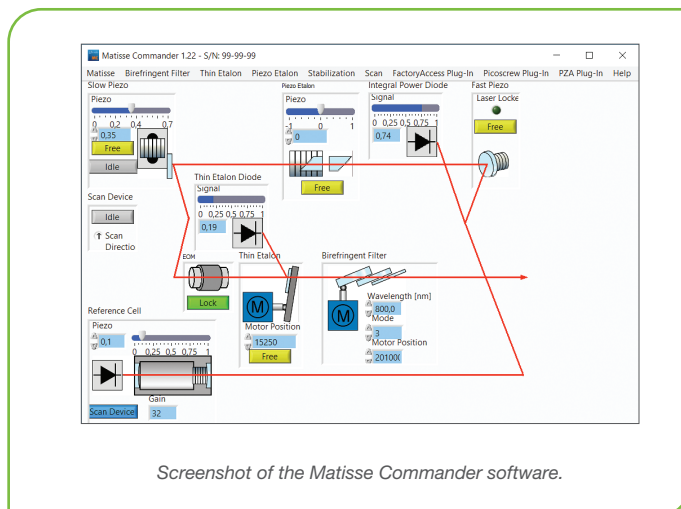 Matisse Commander 1.22 - S/N: 99-99-99
Matisse Birefringent Filter Thin Etalon Piezo Etalon Stabilization Scan FactoryAccess Plug-In Picoscrew Plug-In PZA Plug-In Help
Slow Piezo
Piezo
0 0,2 0,4 0,7
0,35
Free
Idle
Piezo Etalon
Piezo
-1 0 1
0
Free
Integral Power Diode
Signal
0 0,25 0,5 0,75 1
0,74
Fast Piezo
Laser Locke
Free
Thin Etalon Diode
Signal
0 0,25 0,5 0,75 1
0,19
Scan Device
Idle
Scan
Directio
EOM
Lock
Thin Etalon
M
Motor Position
15250
Free
Birefringent Filter
M
Wavelength [nm]
800,0
Mode
3
Motor Position
20100
Reference Cell
Piezo
0,1
0 0,25 0,5 0,75 1
Scan Device
Gain
32
Screenshot of the Matisse Commander software.